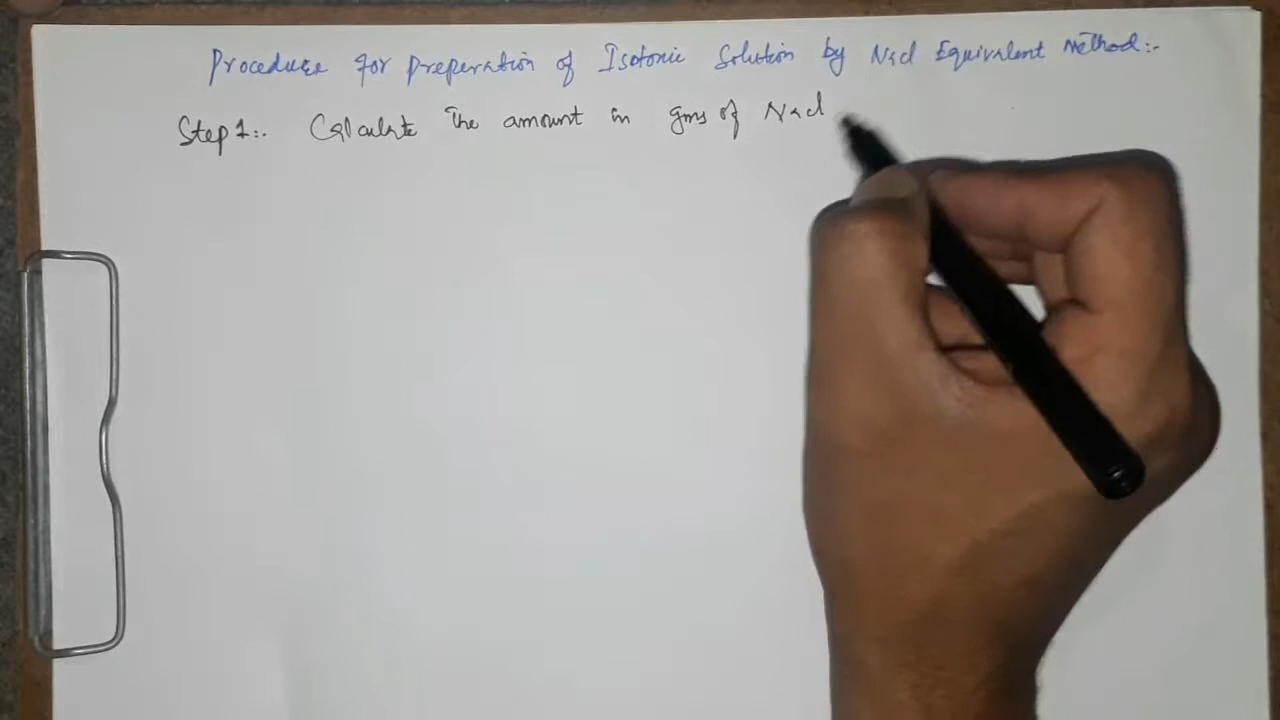 Procedure for preperation of Isotonic Solution by Nacl Equivalent Method:-
Step 1:- Calculate The amount in gms of Nacl